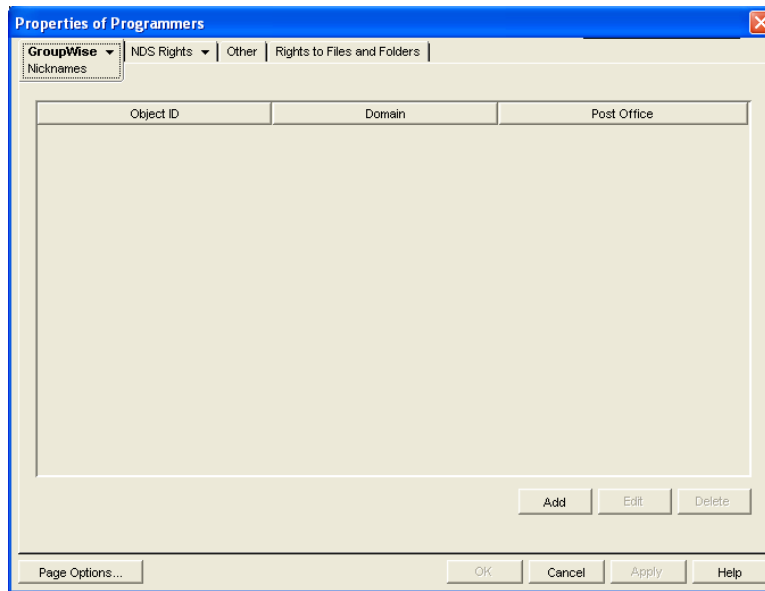 Properties of Programmers
GroupWise NDS Rights Other Rights to Files and Folders
Nicknames
Object ID Domain Post Office
Add Edit Delete
Page Options... OK Cancel Apply Help